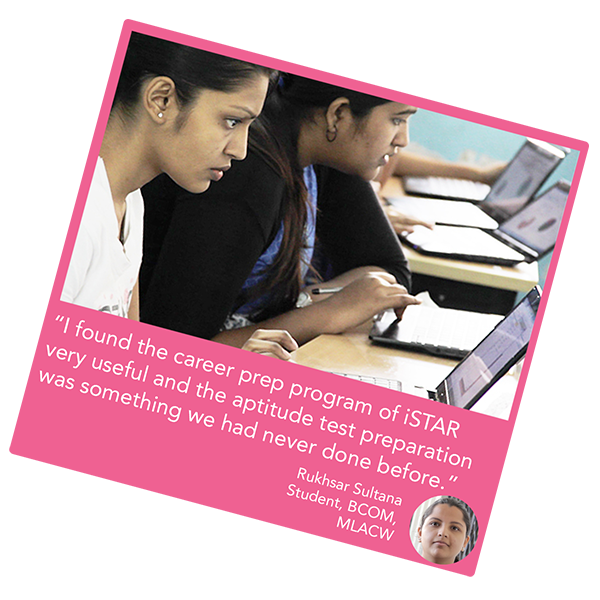 “I found the career prep program of iSTAR
very useful and the aptitude test preparation
was something we had never done before.”
Rukhsar Sultana
Student, BCOM,
MLACW